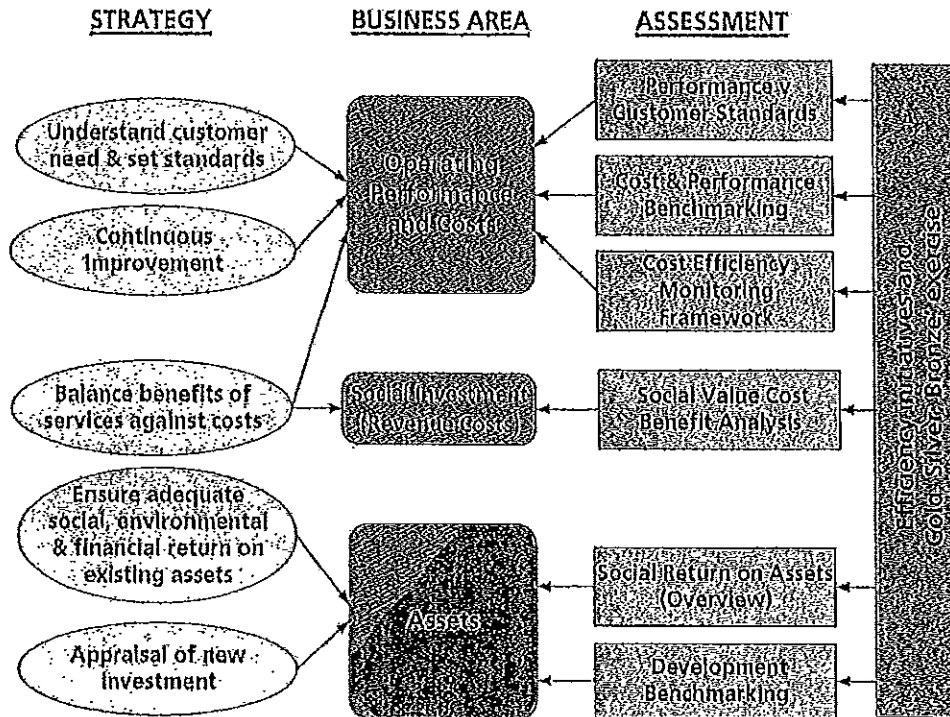 STRATEGY
BUSINESS AREA
ASSESSMENT
Understand customer
need & set standards
Continuous
Improvement
Balance benefits of
services against costs
Ensure adequate
social, environmental
& financial return on
existing assets
Appraisal of new
Investment
Operating
Performance
and Costs
Social Investment
(Revenue Costs)
Assets
Performance v
Customer Standards
Cost & Performance
Benchmarking
Cost Efficiency
Monitoring
Framework
Social Value Cost
Benefit Analysis
Social Return on Assets
(Overview)
Development
Benchmarking
Efficiency initiatives and
Gold, Silver Bronze exercise